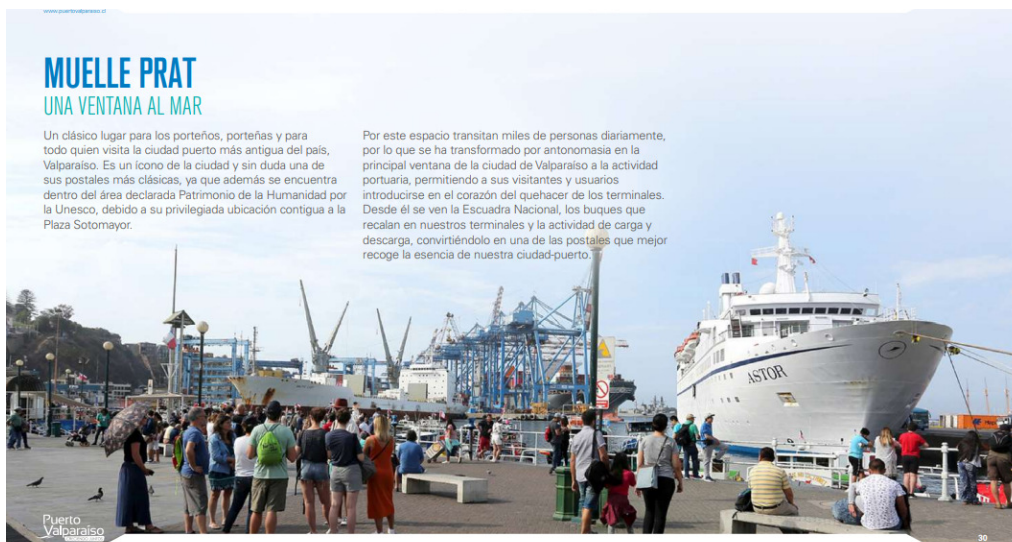 www.puertovalparaiso.cl
MUELLE PRAT
UNA VENTANA AL MAR
Un clásico lugar para los porteños, porteñas y para
todo quien visita la ciudad puerto más antigua del país,
Valparaíso. Es un ícono de la ciudad y sin duda una de
sus postales más clásicas, ya que además se encuentra
dentro del área declarada Patrimonio de la Humanidad por
la Unesco, debido a su privilegiada ubicación contigua a la
Plaza Sotomayor.
Por este espacio transitan miles de personas diariamente,
por lo que se ha transformado por antonomasia en la
principal ventana de la ciudad de Valparaíso a la actividad
portuaria, permitiendo a sus visitantes y usuarios
introducirse en el corazón del quehacer de los terminales.
Desde él se ven la Escuadra Nacional, los buques que
recalan en nuestros terminales y la actividad de carga y
descarga, convirtiéndolo en una de las postales que mejor
recoge la esencia de nuestra ciudad-puerto.
ASTOR
Puerto
Valparaíso
30